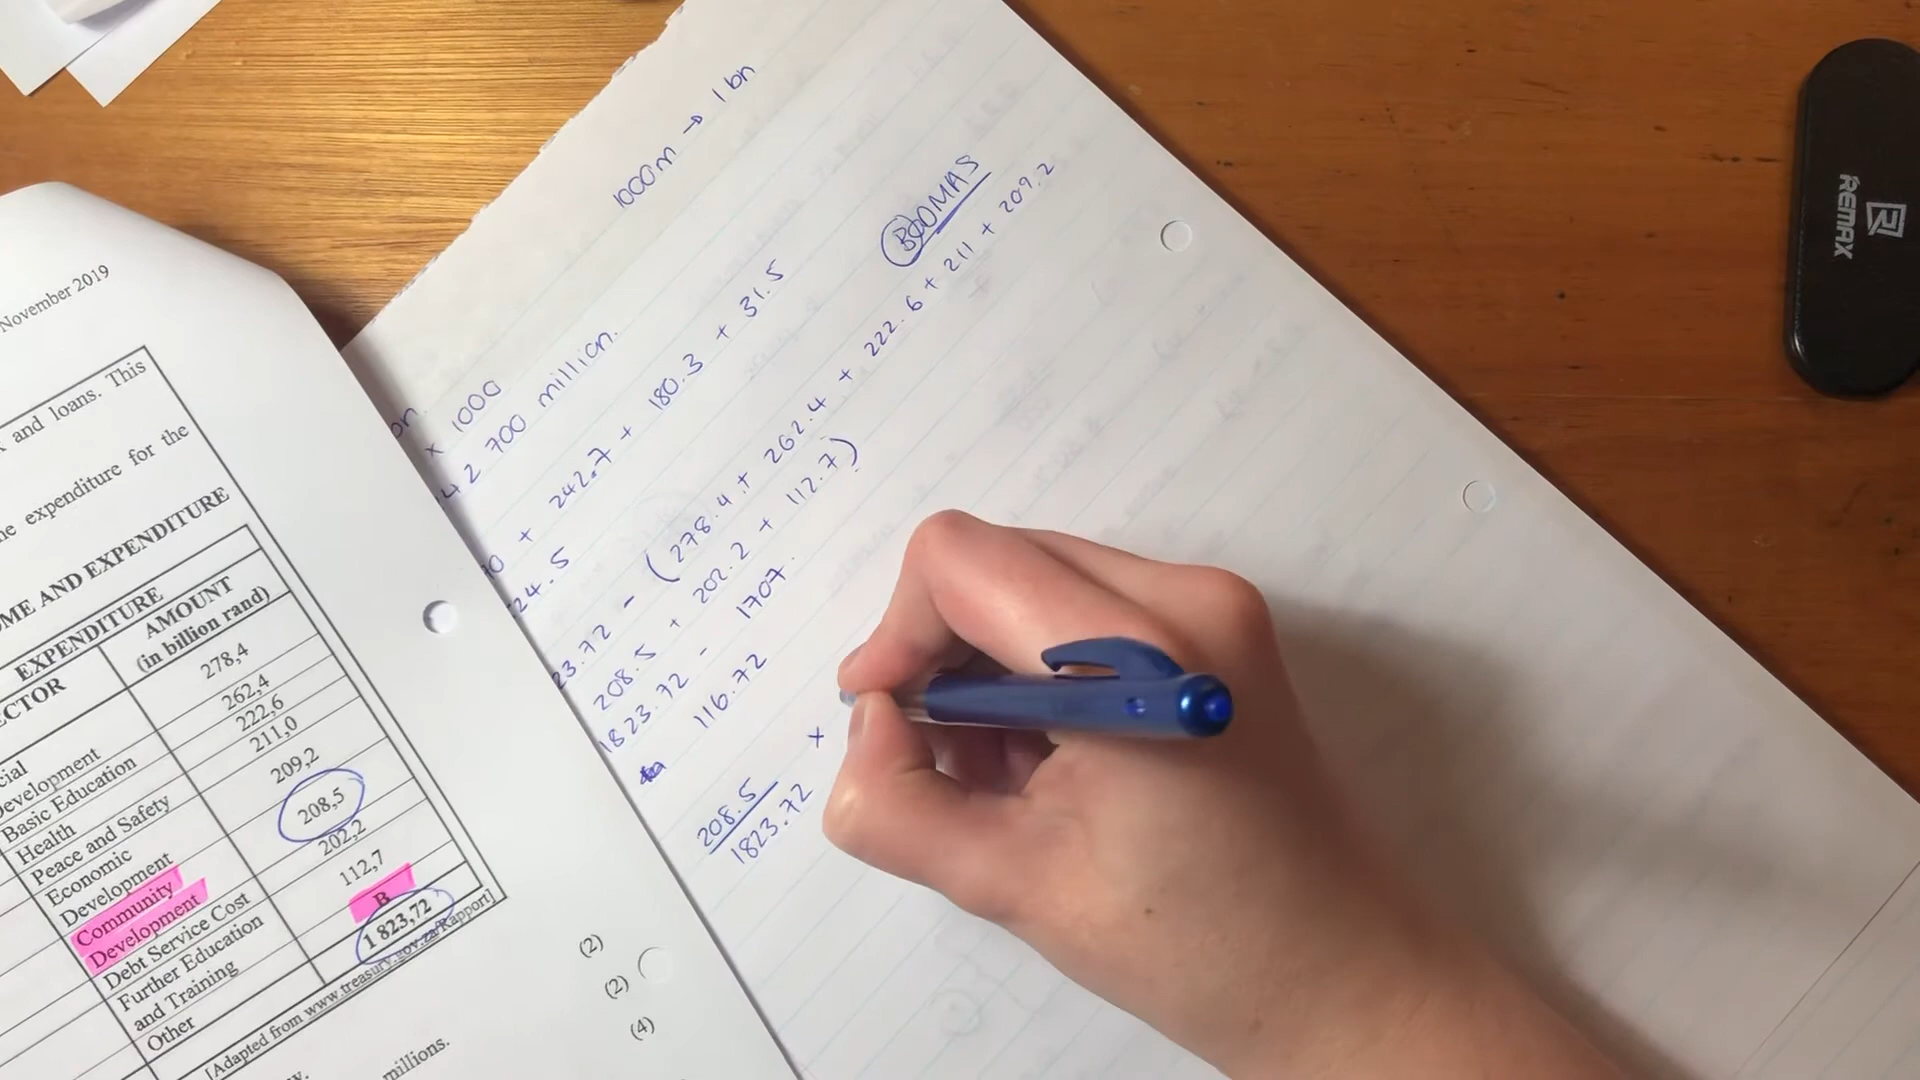 November 2019
and loans. This
expenditure for the
OME AND EXPENDITURE
EXPENDITURE
AMOUNT
(in billion rand)
278,4
262,4
Development
222,6
Basic Education
211,0
Health
209,2
Peace and Safety
208,5
Economic
Development
202,2
Community
Development
112,7
Debt Service Cost
B
Further Education
and Training
1 823,72
Other
[Adapted from www.treasury.gov.za/Rapport]
(2)
(2)
(4)
millions.
1000m → 1 bn
bn.
x 1000
42 700 million.
10 + 242.7 + 180.3 + 31.5
24.5
BODMAS
23.72 - (278.4 + 262.4 + 222.6 + 211 + 209.2
208.5 + 202.2 + 112.7)
1823.72 - 1707.
116.72
208.5
1823.72 x
REMAX